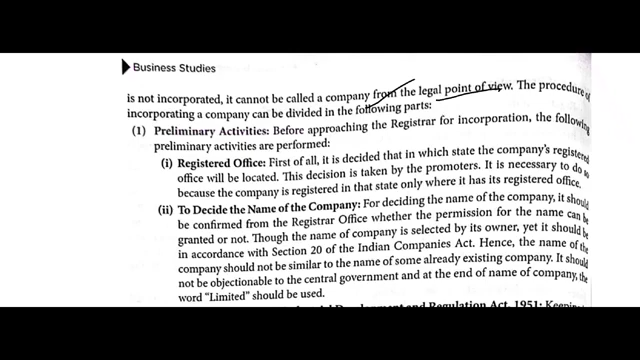 Business Studies
is not incorporated, it cannot be called a company from the legal point of view. The procedure of
incorporating a company can be divided in the following parts:
(1) Preliminary Activities: Before approaching the Registrar for incorporation, the following
preliminary activities are performed:
(i) Registered Office: First of all, it is decided that in which state the company's registered
office will be located. This decision is taken by the promoters. It is necessary to do so
because the company is registered in that state only where it has its registered office.
(ii) To Decide the Name of the Company: For deciding the name of the company, it should
be confirmed from the Registrar Office whether the permission for the name can be
granted or not. Though the name of company is selected by its owner, yet it should be
in accordance with Section 20 of the Indian Companies Act. Hence, the name of the
company should not be similar to the name of some already existing company. It should
not be objectionable to the central government and at the end of name of company, the
word "Limited" should be used.
and Regulation Act, 1951: